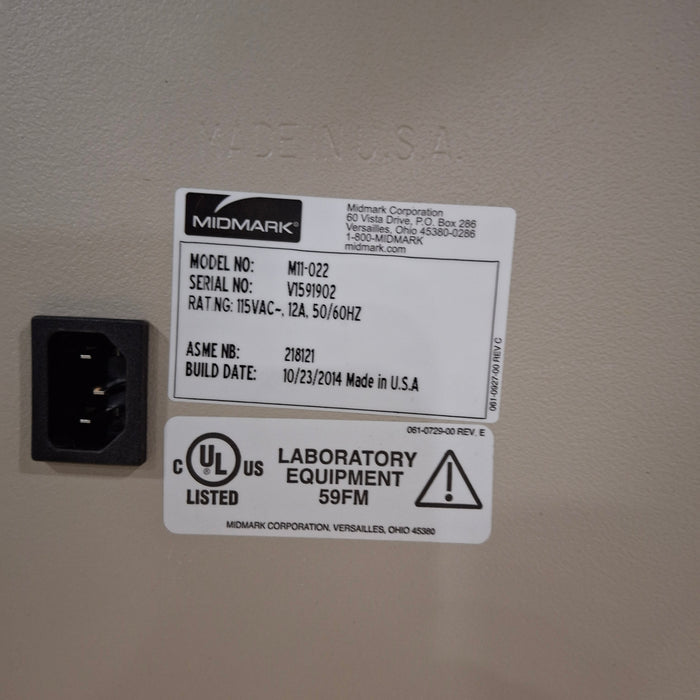 MADE IN U.S.A.
MIDMARK®
Midmark Corporation
60 Vista Drive, P.O. Box 286
Versailles, Ohio 45380-0286
1-800-MIDMARK
midmark.com
MODEL NO: M11-022
SERIAL NO: V1591902
RATNG: 115VAC~, 12A, 50/60HZ
ASME NB: 218121
BUILD DATE: 10/23/2014 Made in U.S.A
061-0927-00 REV C
061-0729-00 REV. E
C UL US
LISTED
LABORATORY
EQUIPMENT
59FM
MIDMARK CORPORATION, VERSAILLES, OHIO 45380